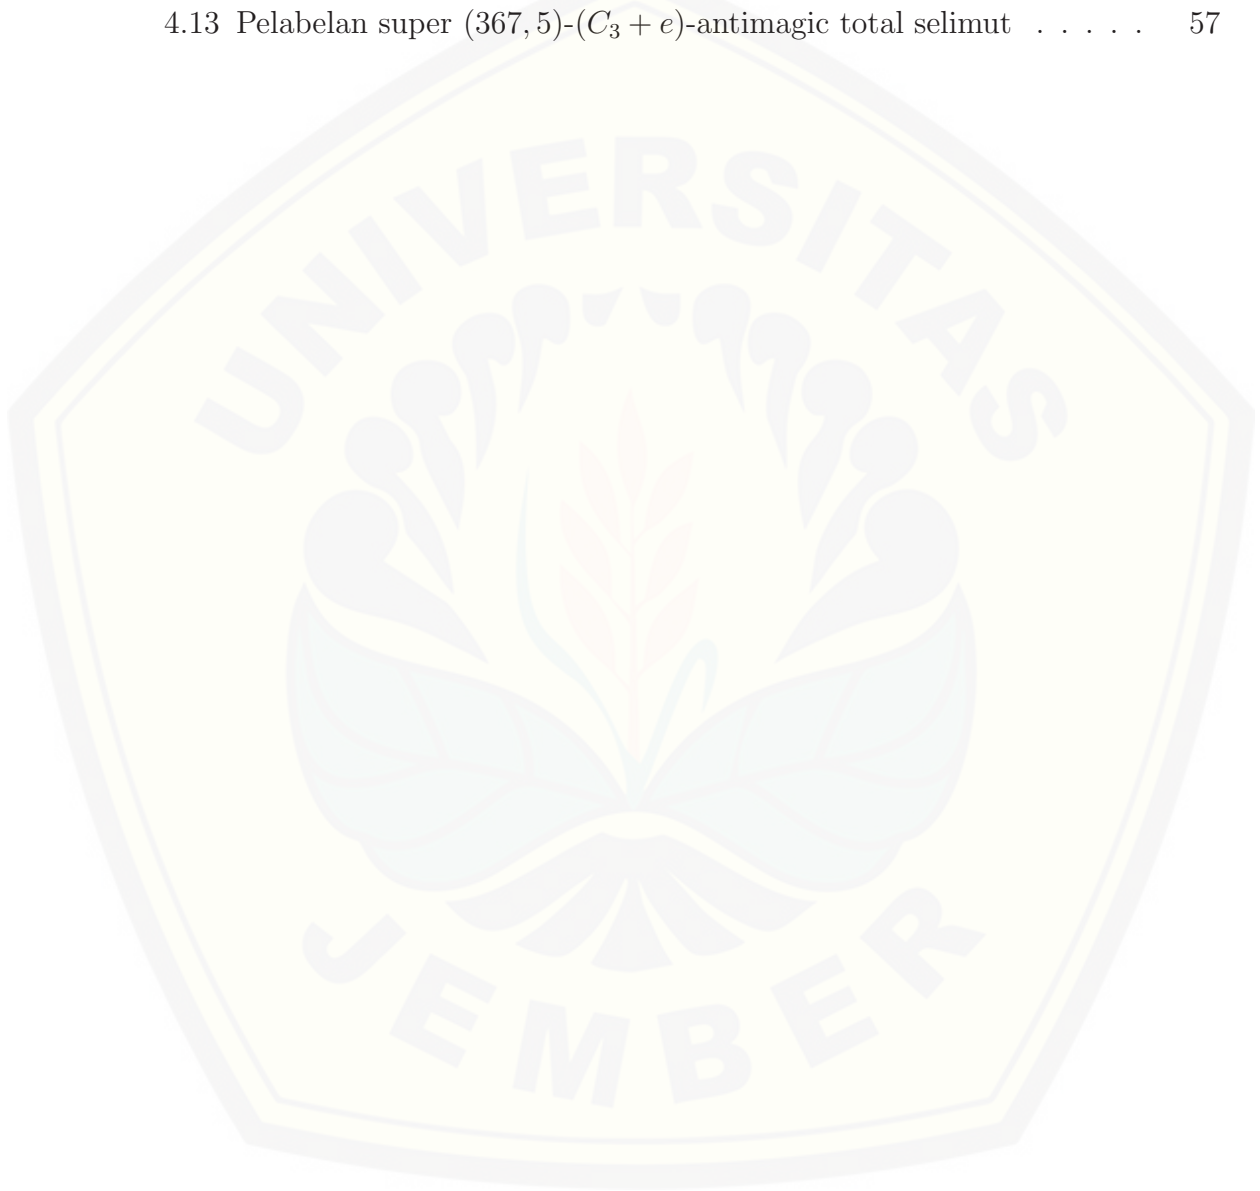 4.13 Pelabelan super (367, 5)-(C₃ + e)-antimagic total selimut . . . . . 57
UNIVERSITAS
JEMBER